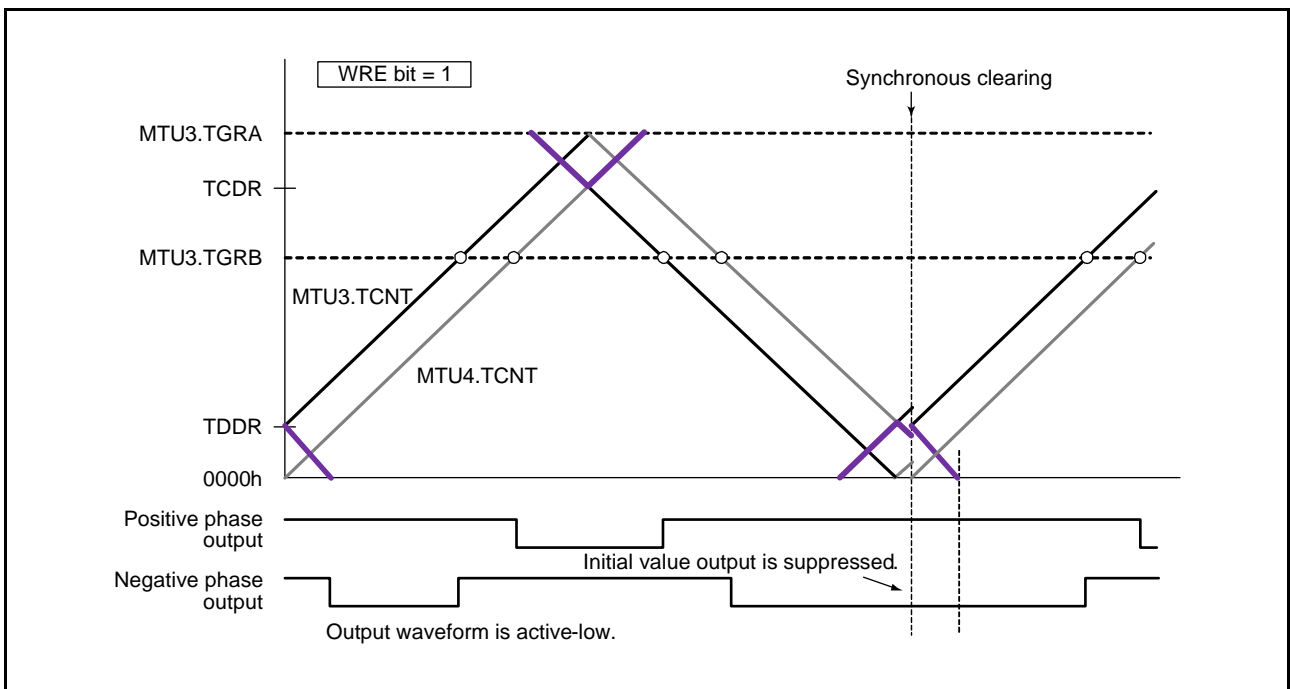 WRE bit = 1
Synchronous clearing
MTU3.TGRA
TCDR
MTU3.TGRB
MTU3.TCNT
MTU4.TCNT
TDDR
0000h
Positive phase
output
Initial value output is suppressed.
Negative phase
output
Output waveform is active-low.